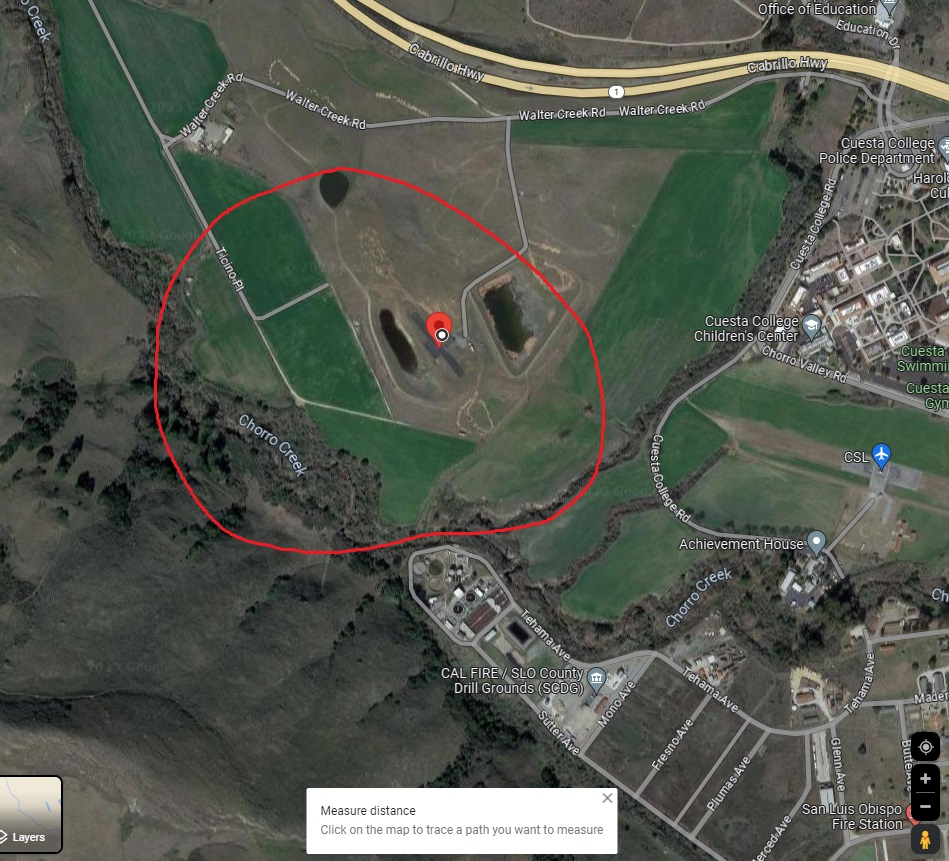 Office of Education
Education Dr
o Creek
Cabrillo Hwy
Cabrillo Hwy
1
Walter Creek Rd
Walter Creek Rd
Walter Creek Rd
Walter Creek Rd
Cuesta College
Police Department
Harol
Cul
Cuesta College Rd
Ticino Pl
Cuesta College
Children's Center
Chorro Valley Rd
Cuesta
Swimmi
Cuesta
Gym
Chorro Creek
Cuesta College Rd
CSL
Achievement House
Chorro Creek
Ch
Tehama Ave
CAL FIRE / SLO County
Drill Grounds (SCDG)
Mono Ave
Tehama Ave
Tehama Ave
Sutter Ave
Fresno Ave
Plumas Ave
Glenn Ave
San Luis Obispo
Fire Station
erced Ave
Layers
Measure distance
Click on the map to trace a path you want to measure